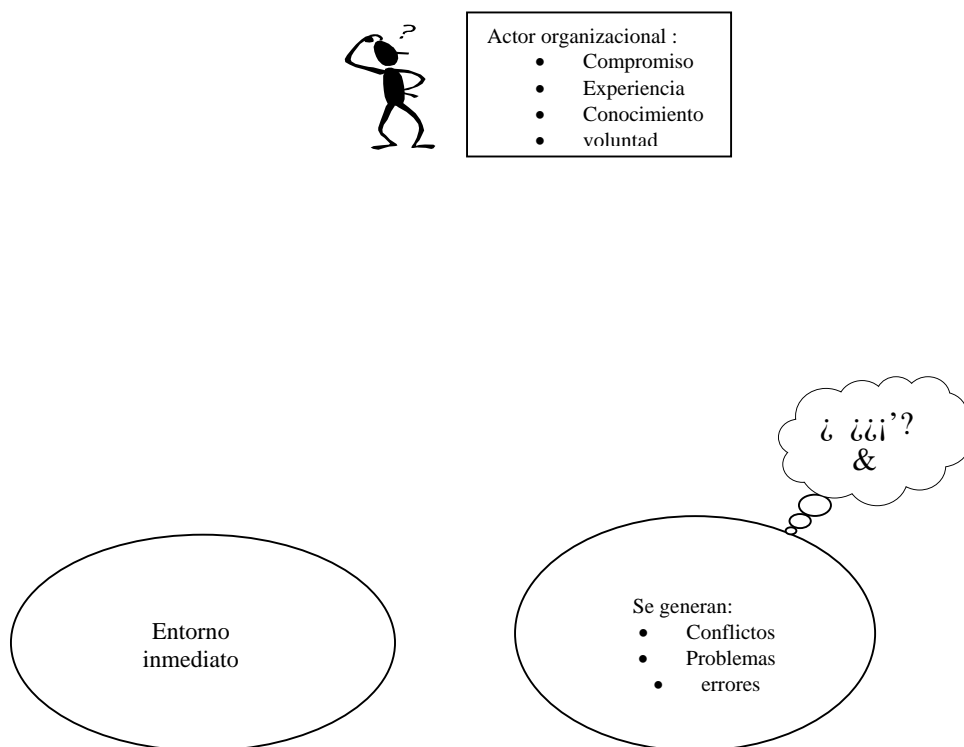 ?
Actor organizacional :
• Compromiso
• Experiencia
• Conocimiento
• voluntad
¿ ¿¿¡'?
&
Entorno
inmediato
Se generan:
• Conflictos
• Problemas
• errores